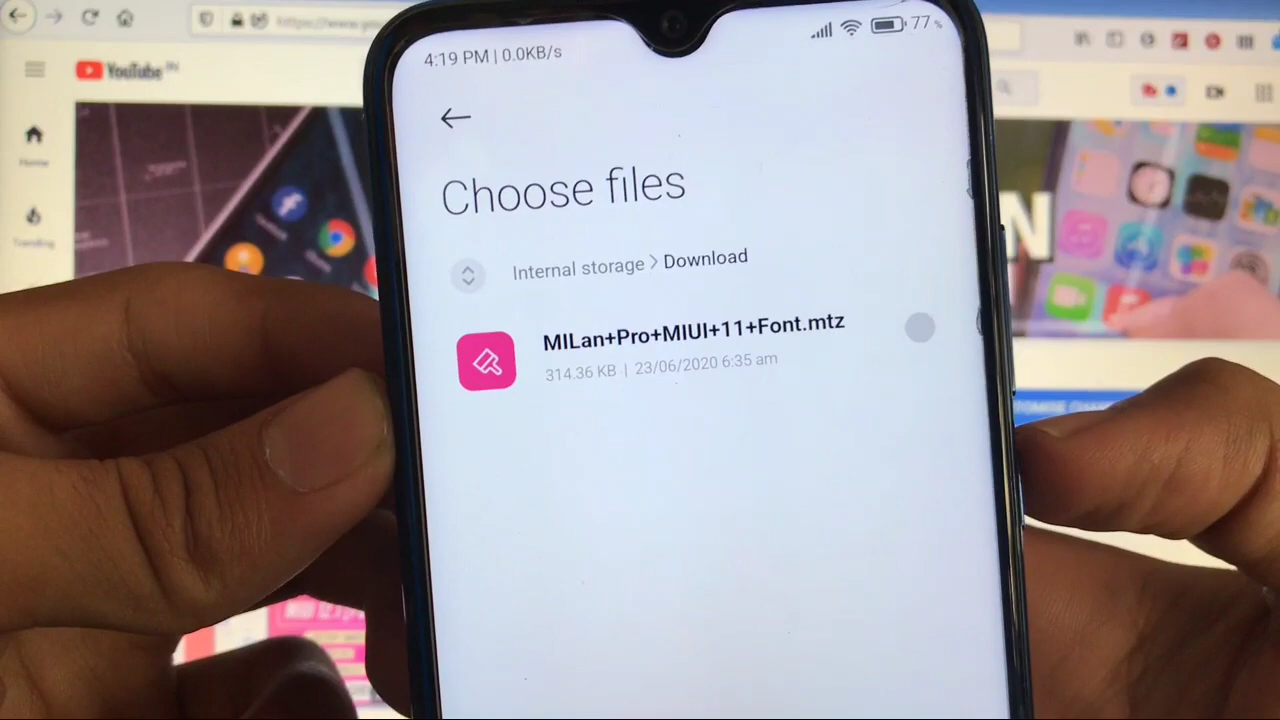 YouTube IN
Home
Trending
4:19 PM | 0.0KB/s
77 %
Choose files
Internal storage > Download
MILan+Pro+MIUI+11+Font.mtz
314.36 KB | 23/06/2020 6:35 am
N